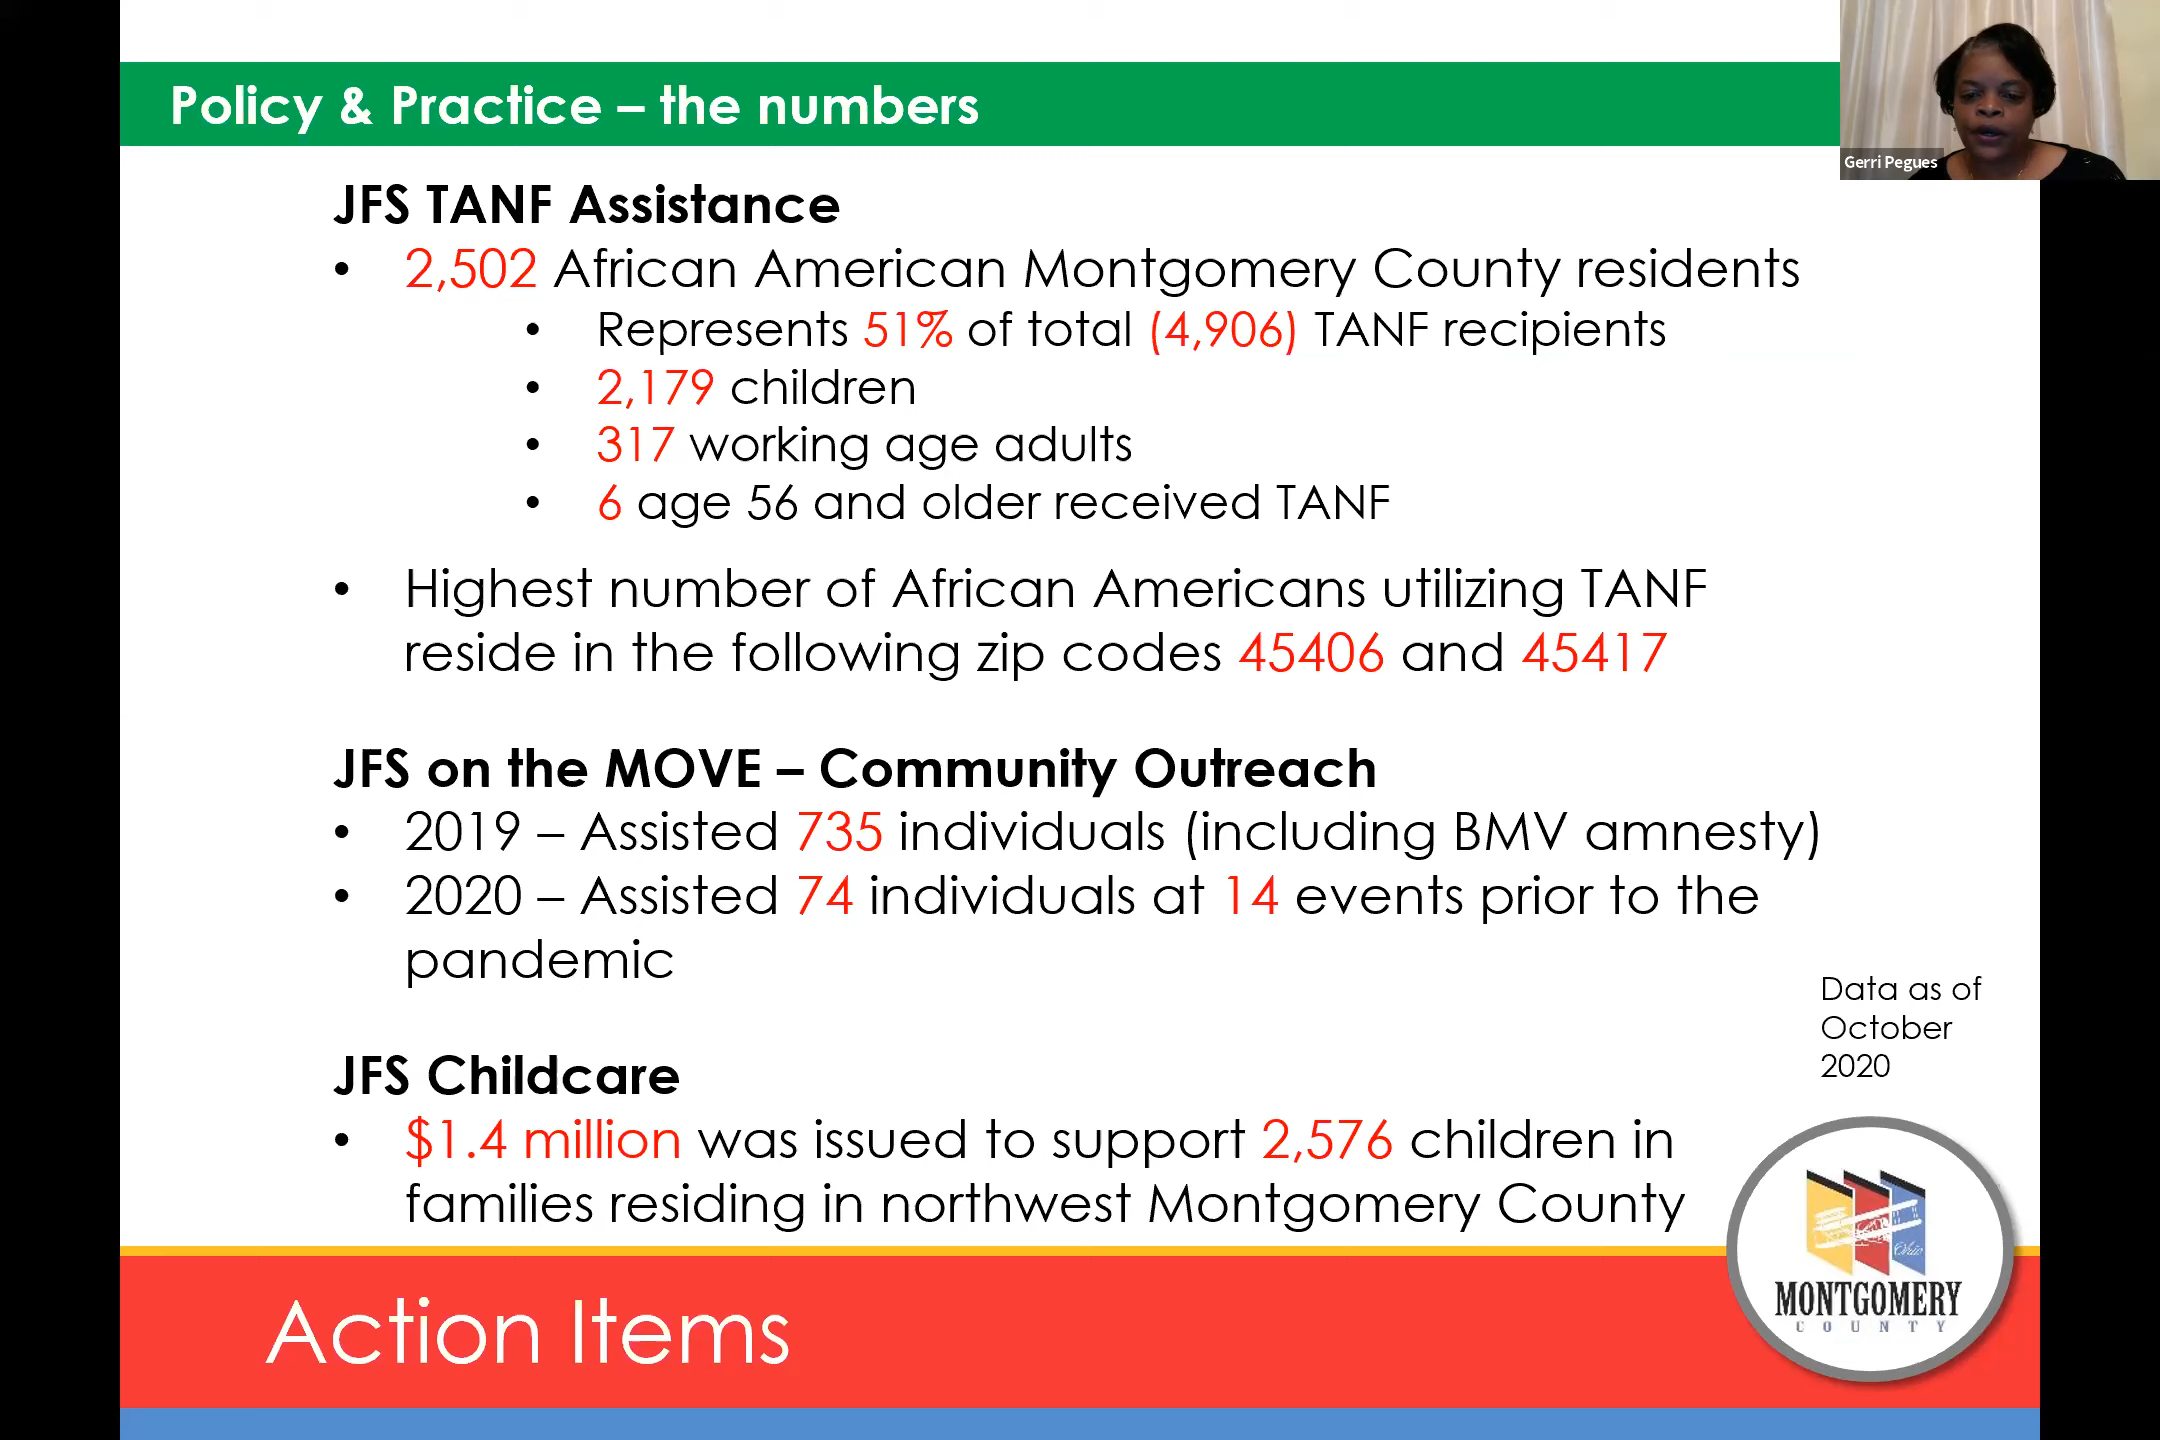 Policy & Practice – the numbers
Gerri Pegues
JFS TANF Assistance
• 2,502 African American Montgomery County residents
• Represents 51% of total (4,906) TANF recipients
• 2,179 children
• 317 working age adults
• 6 age 56 and older received TANF
• Highest number of African Americans utilizing TANF
reside in the following zip codes 45406 and 45417
JFS on the MOVE – Community Outreach
• 2019 – Assisted 735 individuals (including BMV amnesty)
• 2020 – Assisted 74 individuals at 14 events prior to the
pandemic
Data as of
October
2020
JFS Childcare
• $1.4 million was issued to support 2,576 children in
families residing in northwest Montgomery County
Action Items
Ohio
MONTGOMERY
COUNTY